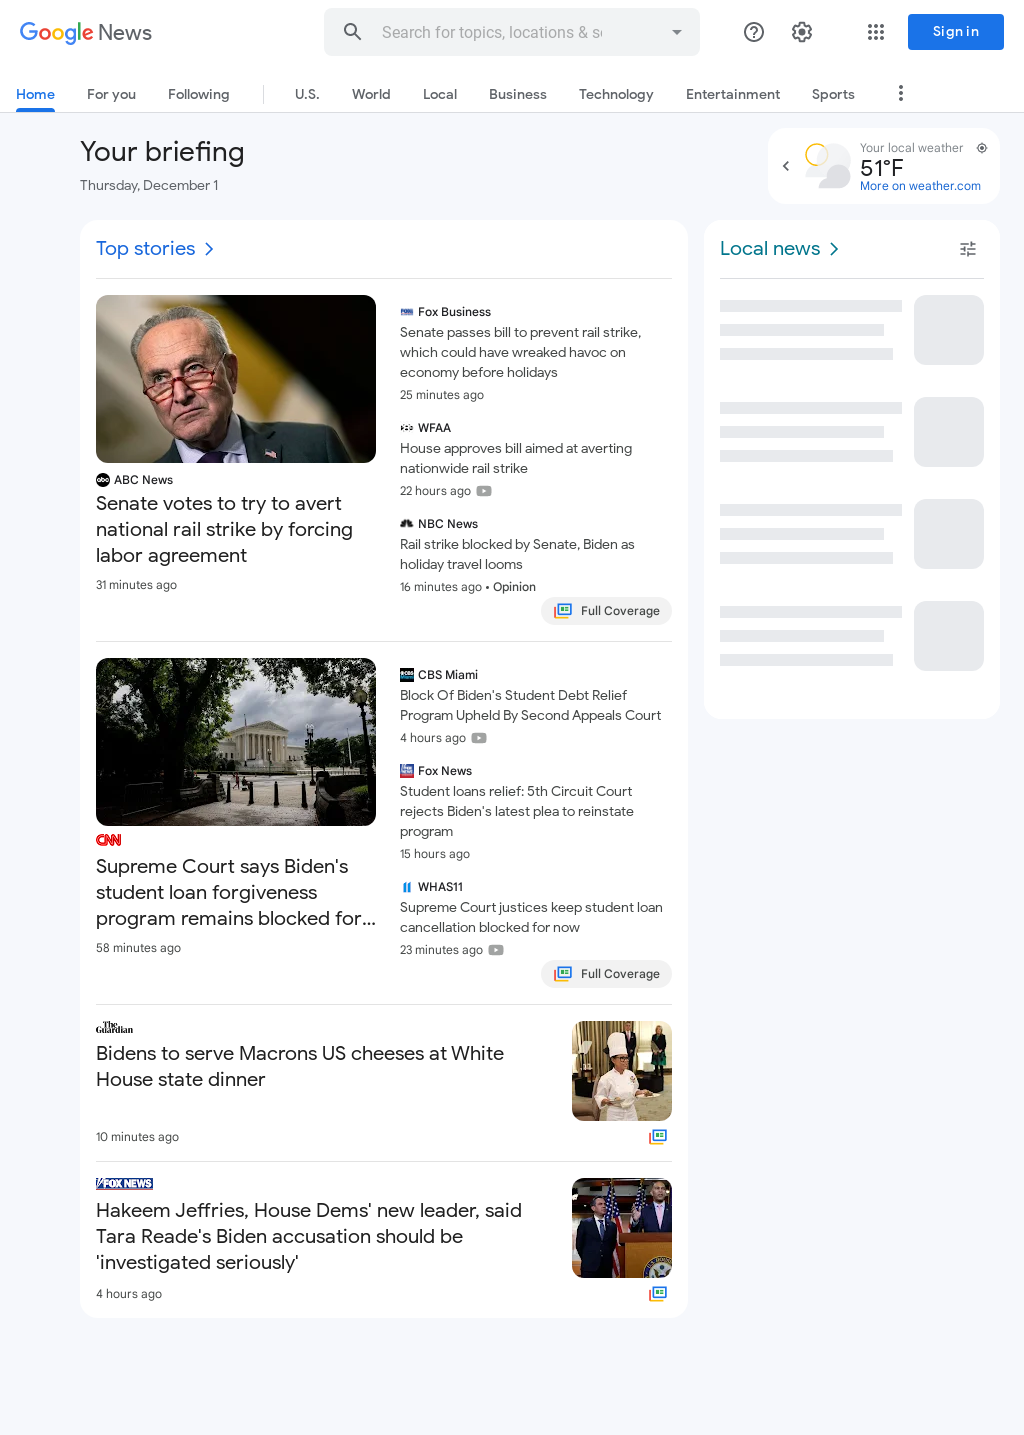 Google News
Search for topics, locations & so
Sign in
Home
For you
Following
U.S.
World
Local
Business
Technology
Entertainment
Sports
Your briefing
Thursday, December 1
Your local weather
51°F
More on weather.com
Top stories
ABC News
Senate votes to try to avert
national rail strike by forcing
labor agreement
31 minutes ago
Fox Business
Senate passes bill to prevent rail strike,
which could have wreaked havoc on
economy before holidays
25 minutes ago
WFAA
House approves bill aimed at averting
nationwide rail strike
22 hours ago
NBC News
Rail strike blocked by Senate, Biden as
holiday travel looms
16 minutes ago • Opinion
Full Coverage
CNN
Supreme Court says Biden's
student loan forgiveness
program remains blocked for...
58 minutes ago
CBS Miami
Block Of Biden's Student Debt Relief
Program Upheld By Second Appeals Court
4 hours ago
Fox News
Student loans relief: 5th Circuit Court
rejects Biden's latest plea to reinstate
program
15 hours ago
WHAS11
Supreme Court justices keep student loan
cancellation blocked for now
23 minutes ago
Full Coverage
The
Guardian
Bidens to serve Macrons US cheeses at White
House state dinner
10 minutes ago
FOX NEWS
Hakeem Jeffries, House Dems' new leader, said
Tara Reade's Biden accusation should be
'investigated seriously'
4 hours ago
Local news